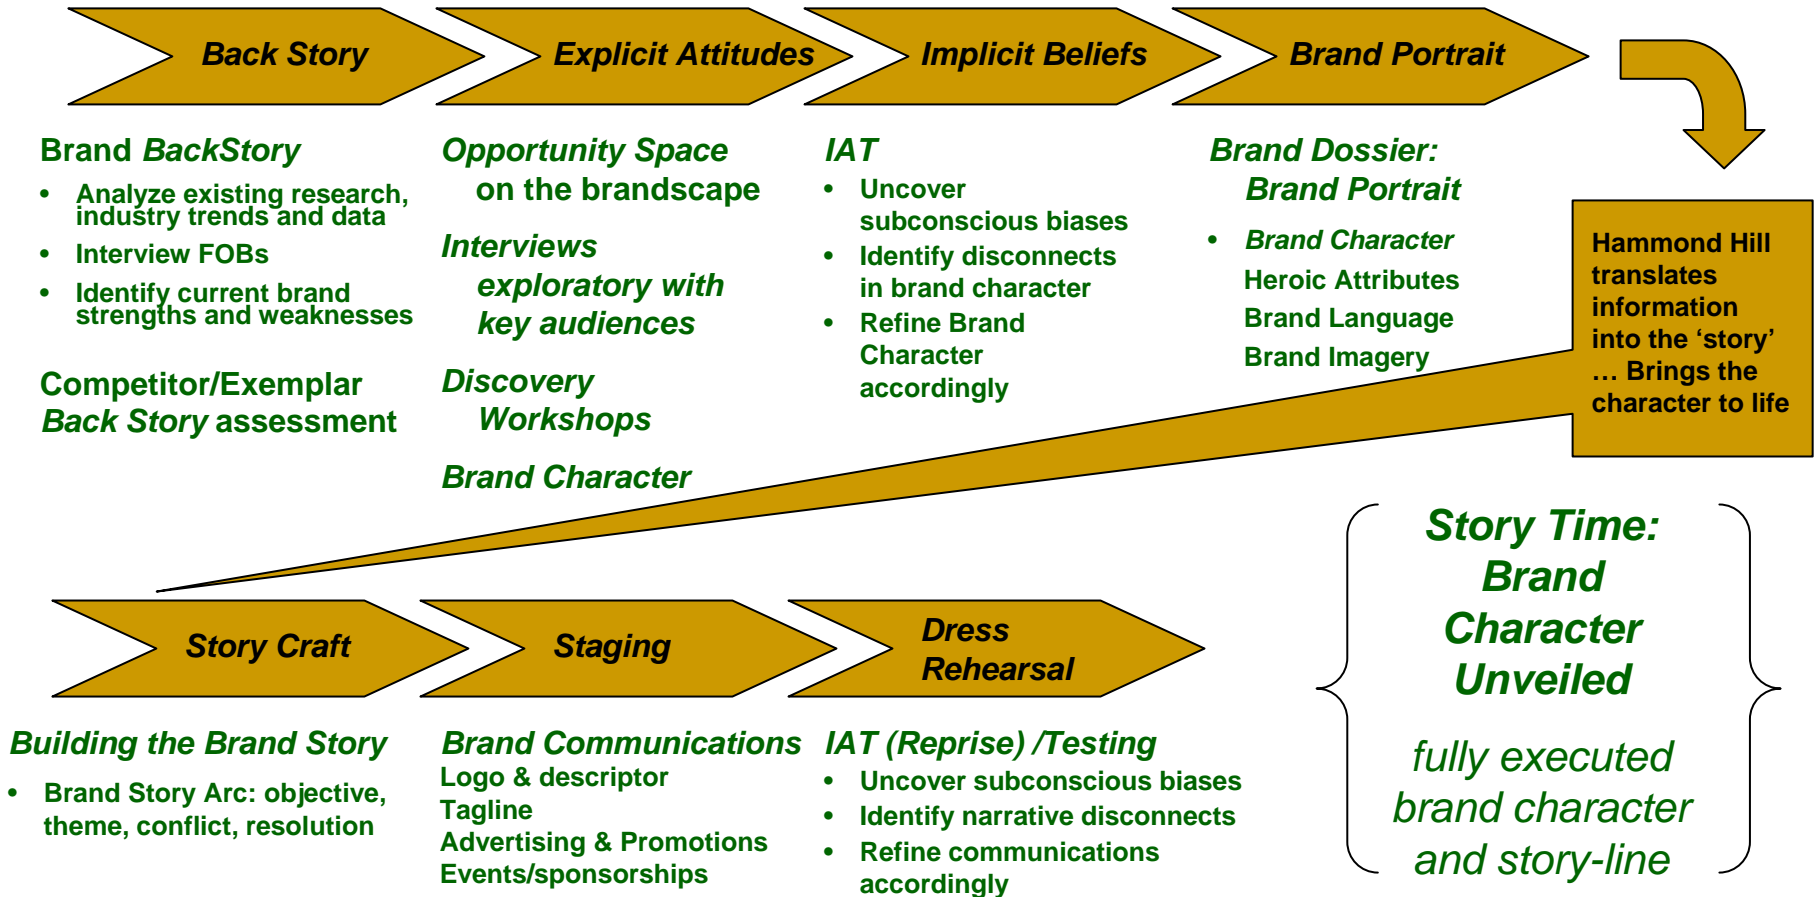 Back Story
Explicit Attitudes
Implicit Beliefs
Brand Portrait
Brand BackStory
• Analyze existing research,
industry trends and data
• Interview FOBs
• Identify current brand
strengths and weaknesses
Competitor/Exemplar
Back Story assessment
Opportunity Space
on the brandscape
Interviews
exploratory with
key audiences
Discovery
Workshops
Brand Character
IAT
• Uncover
subconscious biases
• Identify disconnects
in brand character
• Refine Brand
Character
accordingly
Brand Dossier:
Brand Portrait
• Brand Character
Heroic Attributes
Brand Language
Brand Imagery
Hammond Hill
translates
information
into the ‘story’
… Brings the
character to life
Story Craft
Staging
Dress
Rehearsal
Building the Brand Story
• Brand Story Arc: objective,
theme, conflict, resolution
Brand Communications
Logo & descriptor
Tagline
Advertising & Promotions
Events/sponsorships
IAT (Reprise) /Testing
• Uncover subconscious biases
• Identify narrative disconnects
• Refine communications
accordingly
Story Time:
Brand
Character
Unveiled
fully executed
brand character
and story-line